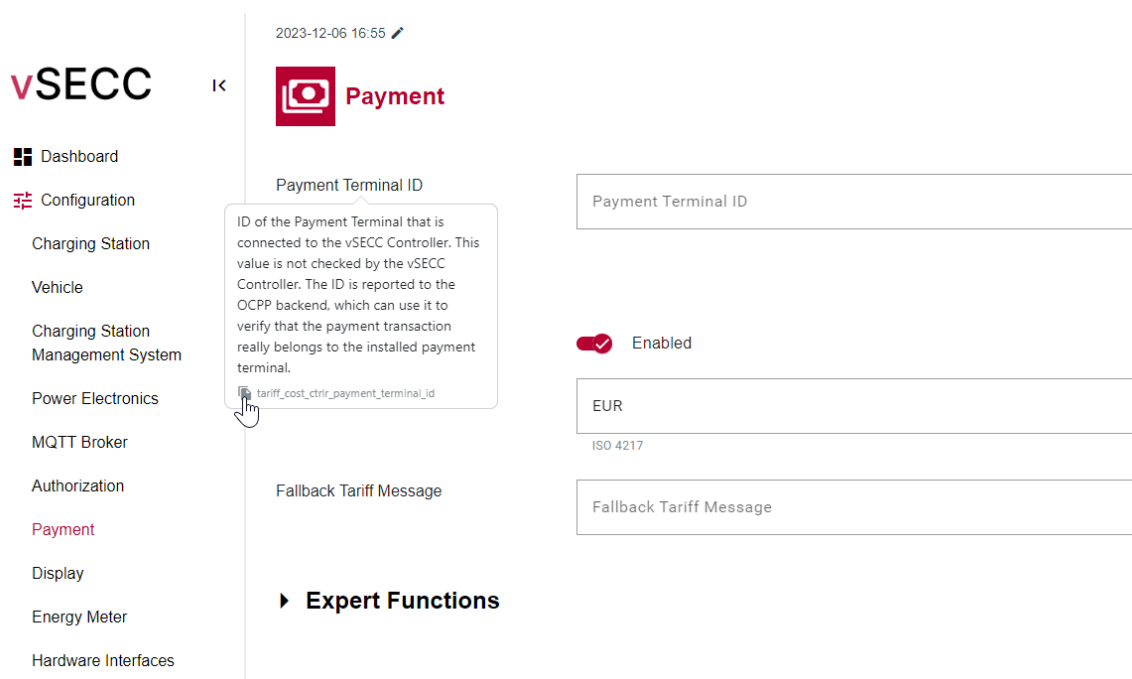 2023-12-06 16:55
vSECC
Payment
Dashboard
Configuration
Charging Station
Vehicle
Charging Station
Management System
Power Electronics
MQTT Broker
Authorization
Payment
Display
Energy Meter
Hardware Interfaces
Payment Terminal ID
Payment Terminal ID
ID of the Payment Terminal that is
connected to the vSECC Controller. This
value is not checked by the vSECC
Controller. The ID is reported to the
OCPP backend, which can use it to
verify that the payment transaction
really belongs to the installed payment
terminal.
tariff_cost_ctrlr_payment_terminal_id
Enabled
EUR
ISO 4217
Fallback Tariff Message
Fallback Tariff Message
Expert Functions